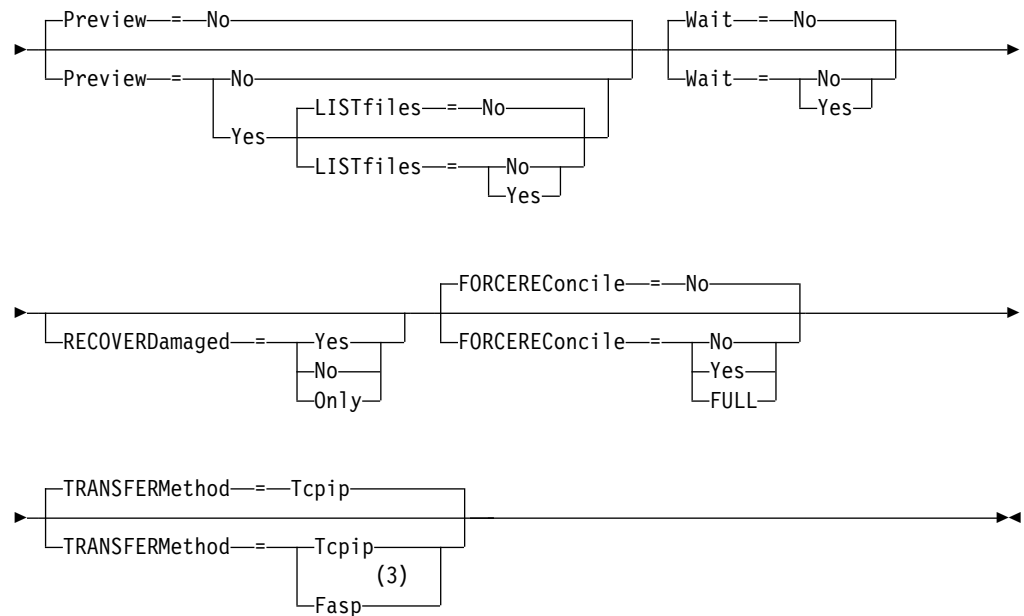 Preview = No Wait = No
Preview = No Wait = No
Yes LISTfiles = No Yes
LISTfiles = No
Yes
FORCEREConcile = No
RECOVERDamaged = Yes FORCEREConcile = No
No Yes
Only FULL
TRANSFERMethod = Tcpip
TRANSFERMethod = Tcpip
(3)
Fasp